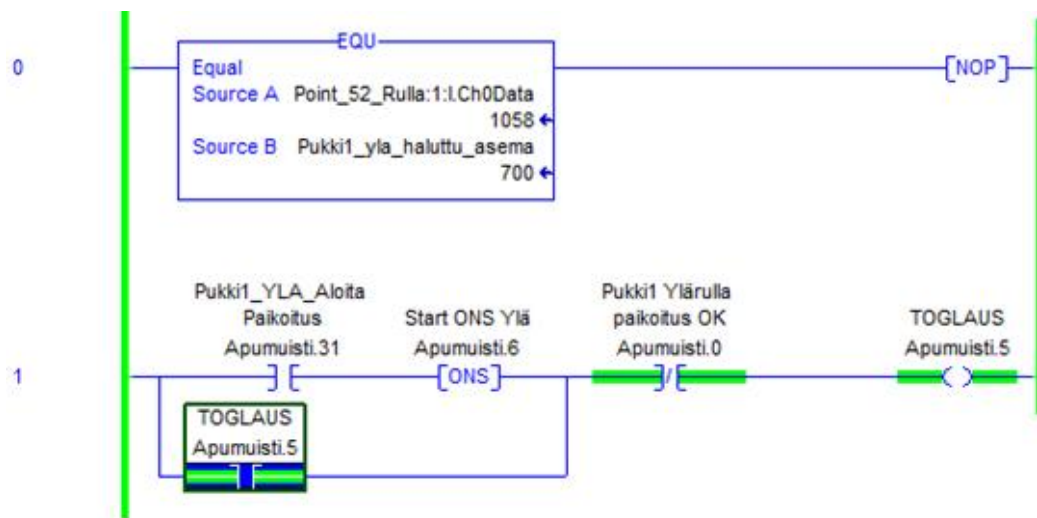 EQU
0
Equal
[NOP]
Source A Point_52_Rulla:1:I.Ch0Data
1058
Source B Pukki1_yla_haluttu_asema
700
Pukki1_YLA_Aloita
Paikoitus
Apumuisti.31
Start ONS Ylä
Apumuisti.6
Pukki1 Ylärulla
paikoitus OK
Apumuisti.0
TOGLAUS
Apumuisti.5
1
[ONS]
TOGLAUS
Apumuisti.5